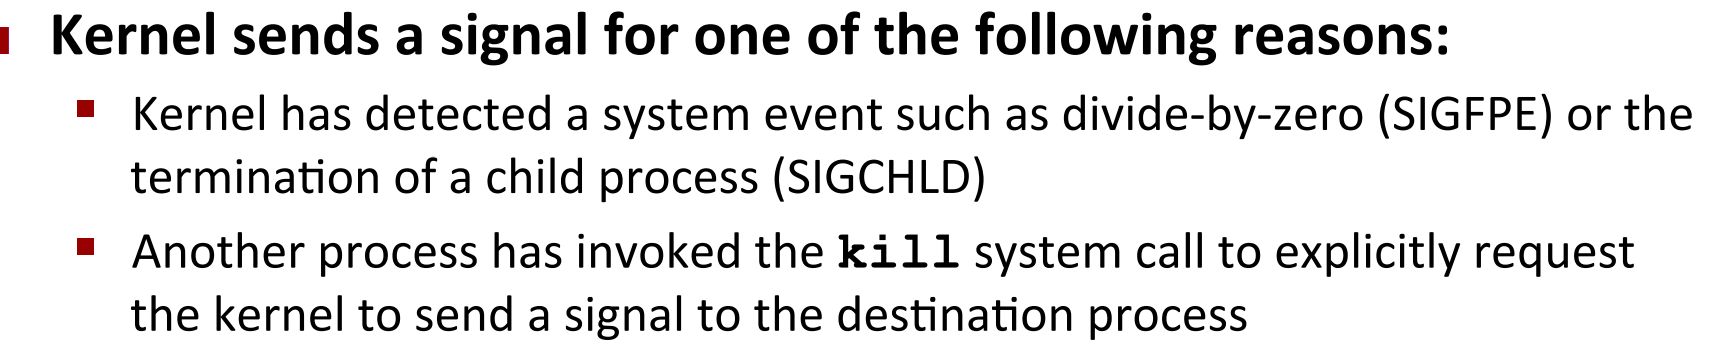 Kernel sends a signal for one of the following reasons:
Kernel has detected a system event such as divide-by-zero (SIGFPE) or the
termination of a child process (SIGCHLD)
Another process has invoked the kill system call to explicitly request
the kernel to send a signal to the destination process